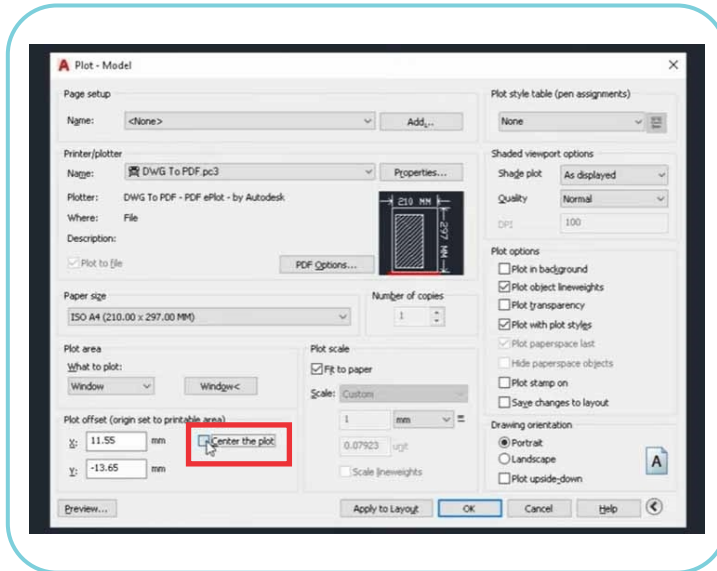 Plot - Model
Page setup
Name: <None> Add...
Printer/plotter
Name: DWG To PDF.pc3 Properties...
Plotter: DWG To PDF - PDF ePlot - by Autodesk
Where: File
Description:
Plot to file
PDF Options...
210 MM
297 MM
Paper size
ISO A4 (210.00 x 297.00 MM)
Number of copies
1
Plot area
What to plot:
Window Window<
Plot offset (origin set to printable area)
X: 11.55 mm Center the plot
Y: -13.65 mm
Plot scale
Fit to paper
Scale: Custom
1 mm =
0.07923 unit
Scale lineweights
Plot style table (pen assignments)
None
Shaded viewport options
Shade plot As displayed
Quality Normal
DPI 100
Plot options
Plot in background
Plot object lineweights
Plot transparency
Plot with plot styles
Plot paperspace last
Hide paperspace objects
Plot stamp on
Save changes to layout
Drawing orientation
Portrait
Landscape
Plot upside-down
A
Preview... Apply to Layout OK Cancel Help